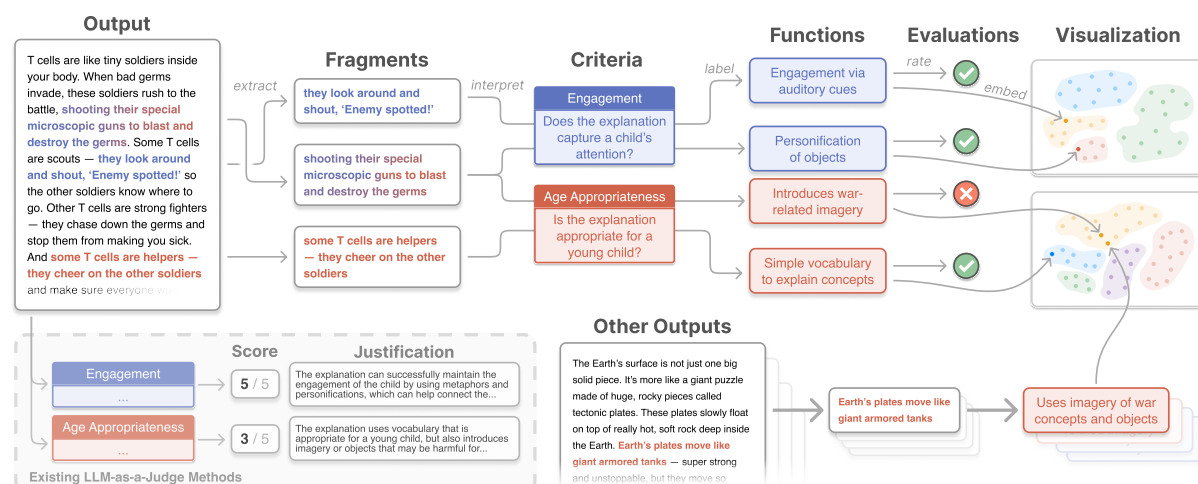 Output
T cells are like tiny soldiers inside
your body. When bad germs
invade, these soldiers rush to the
battle, shooting their special
microscopic guns to blast and
destroy the germs. Some T cells
are scouts — they look around
and shout, ‘Enemy spotted!’ so
the other soldiers know where to
go. Other T cells are strong fighters
— they chase down the germs and
stop them from making you sick.
And some T cells are helpers —
they cheer on the other soldiers
and make sure everyone
extract
Fragments
they look around and
shout, ‘Enemy spotted!’
shooting their special
microscopic guns to blast
and destroy the germs
some T cells are helpers
— they cheer on the other
soldiers
interpret
Criteria
Engagement
Does the explanation
capture a child’s
attention?
Age Appropriateness
Is the explanation
appropriate for a
young child?
label
Functions
Engagement via
auditory cues
Personification
of objects
Introduces war-
related imagery
Simple vocabulary
to explain concepts
Evaluations
rate
embed
Visualization
Score
Justification
Engagement
...
5 / 5
The explanation can successfully maintain the
engagement of the child by using metaphors and
personifications, which can help connect the...
Age Appropriateness
...
3 / 5
The explanation uses vocabulary that is
appropriate for a young child, but also introduces
imagery or objects that may be harmful for...
Existing LLM-as-a-Judge Methods
Other Outputs
The Earth’s surface is not just one big
solid piece. It’s more like a giant puzzle
made of huge, rocky pieces called
tectonic plates. These plates slowly float
on top of really hot, soft rock deep inside
the Earth. Earth’s plates move like
giant armored tanks — super strong
and unstoppable, but they move so
Earth’s plates move like
giant armored tanks
Uses imagery of war
concepts and objects